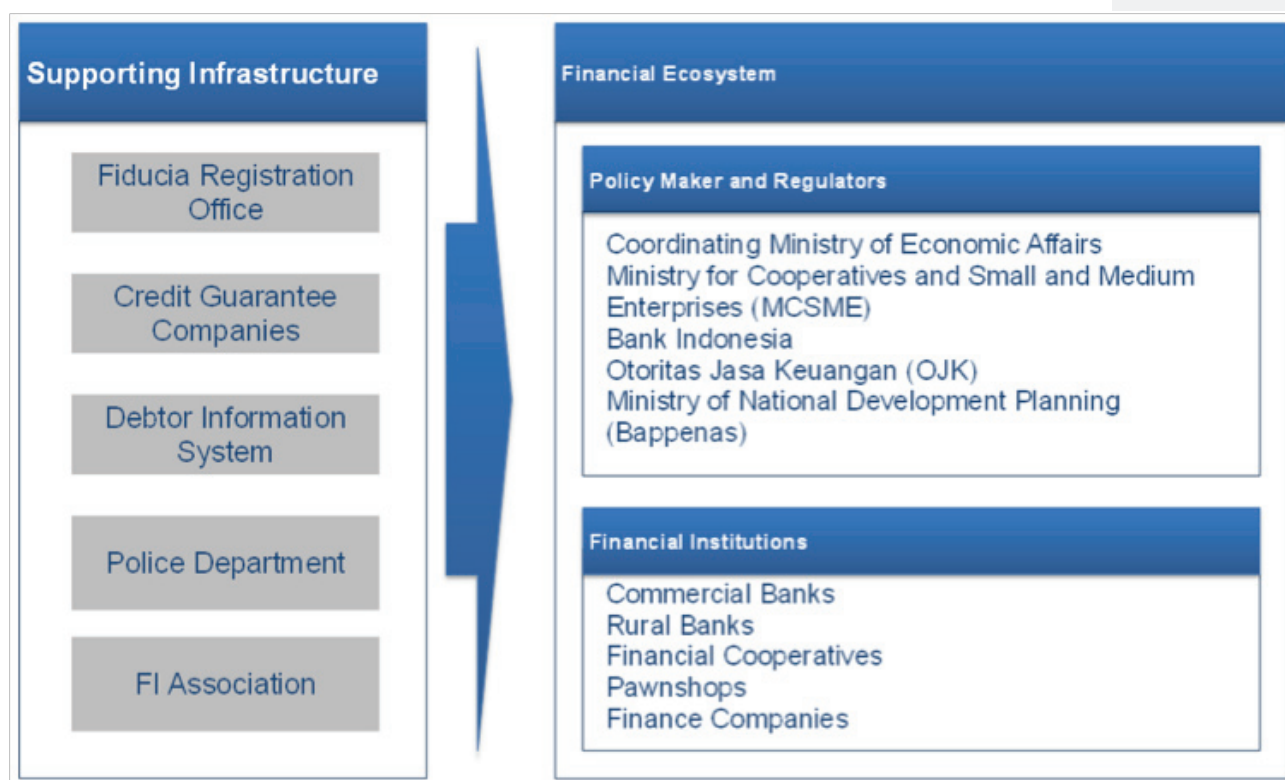 Supporting Infrastructure
Fiducia Registration
Office
Credit Guarantee
Companies
Debtor Information
System
Police Department
FI Association
Financial Ecosystem
Policy Maker and Regulators
Coordinating Ministry of Economic Affairs
Ministry for Cooperatives and Small and Medium
Enterprises (MCSME)
Bank Indonesia
Otoritas Jasa Keuangan (OJK)
Ministry of National Development Planning
(Bappenas)
Financial Institutions
Commercial Banks
Rural Banks
Financial Cooperatives
Pawnshops
Finance Companies